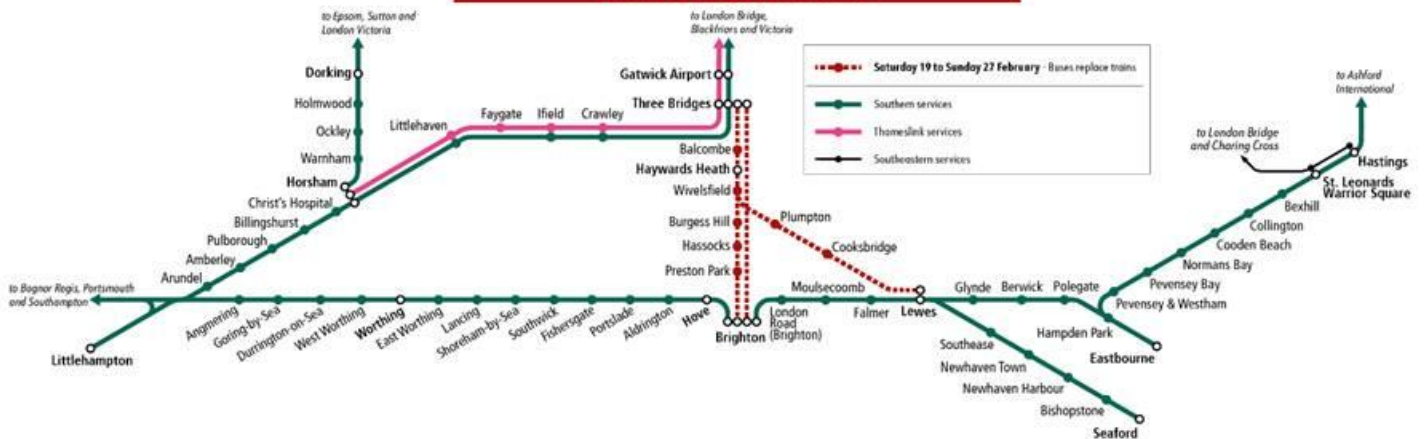 to Epsom, Sutton and
London Victoria
to London Bridge,
Blackfriars and Victoria
Dorking
Holmwood
Ockley
Warnham
Horsham
Christ's Hospital
Billingshurst
Pulborough
Amberley
Arundel
Littlehaven
Faygate
Ifield
Crawley
Gatwick Airport
Three Bridges
Balcombe
Haywards Heath
Wivelsfield
Burgess Hill
Hassocks
Preston Park
Plumpton
Cooksbridge
Saturday 19 to Sunday 27 February - Buses replace trains
Southern services
Thameslink services
Southeastern services
to Ashford
International
to London Bridge
and Charing Cross
Hastings
St. Leonards
Warrior Square
Bexhill
Collington
Cooden Beach
Normans Bay
Pevensey Bay
Pevensey & Westham
to Bognor Regis, Portsmouth
and Southampton
Littlehampton
Angmering
Goring-by-Sea
Durrington-on-Sea
West Worthing
Worthing
East Worthing
Lancing
Shoreham-by-Sea
Southwick
Fishersgate
Portslade
Aldrington
Hove
Brighton
London
Road
(Brighton)
Moulsecoomb
Falmer
Lewes
Glynde
Berwick
Polegate
Hampden Park
Eastbourne
Southease
Newhaven Town
Newhaven Harbour
Bishopstone
Seaford